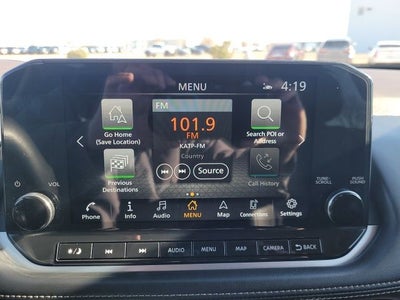 MENU
4:19
FM
101.9
FM
KATP-FM
Country
Source
Go Home
(Save Location)
Search POI or
Address
Previous
Destinations
Call History
Phone
Info
Audio
MENU
Map
Connections
Settings
VOL
TUNE·
SCROLL
PUSH
SOUND
AUDIO
MENU
MAP
CAMERA
BACK